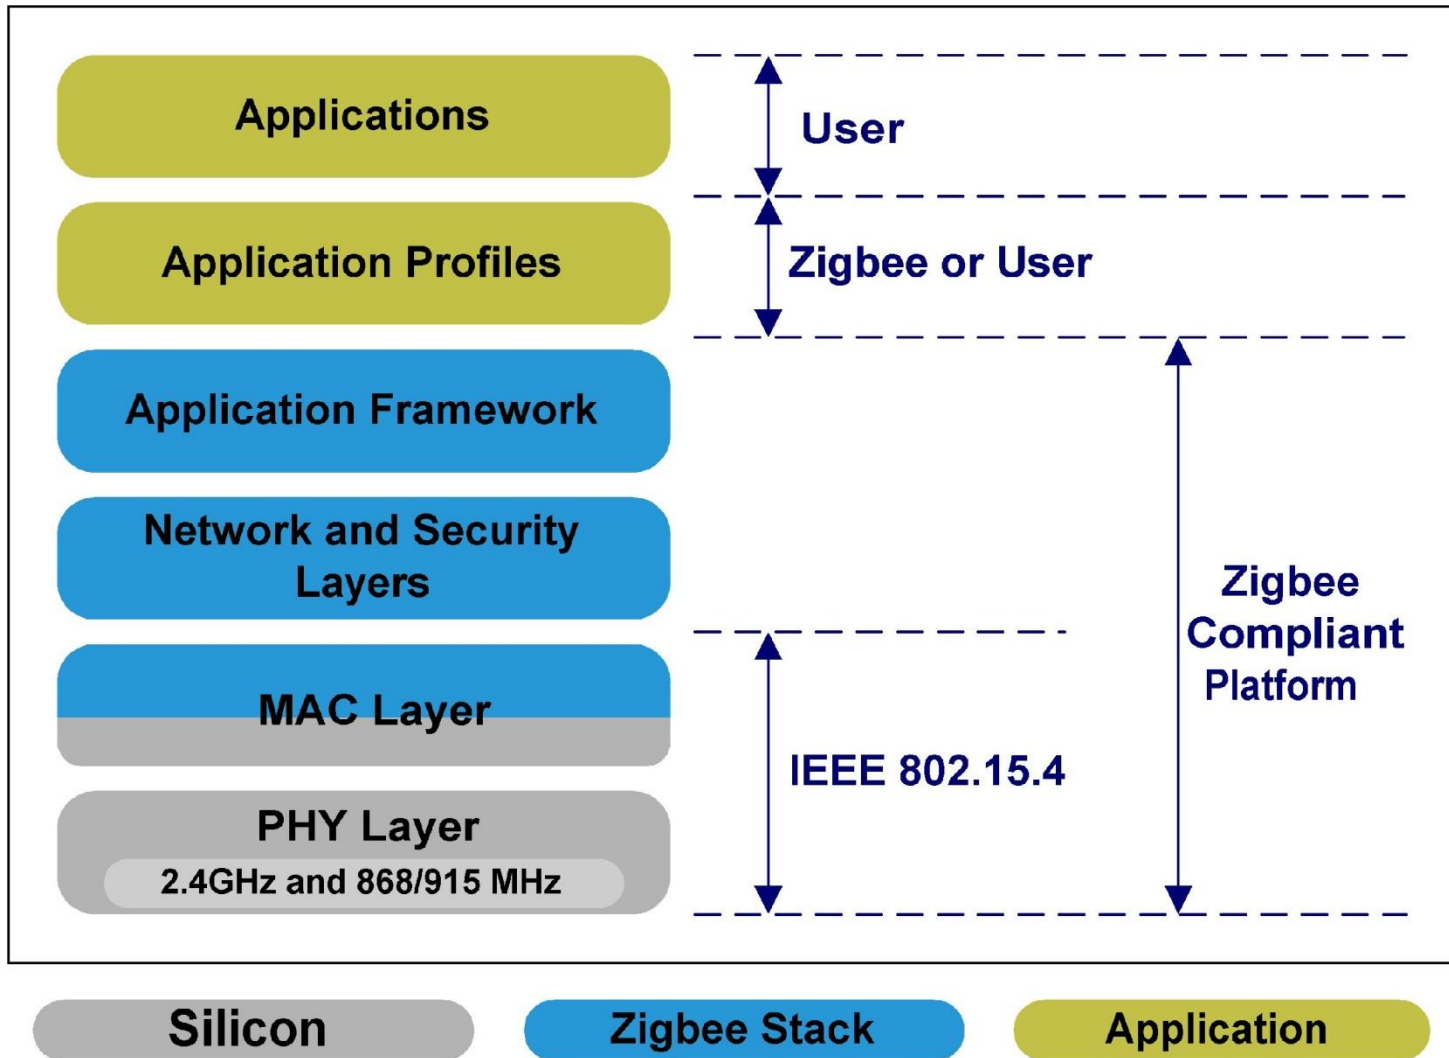 Applications
User
Application Profiles
Zigbee or User
Application Framework
Network and Security
Layers
Zigbee
Compliant
Platform
MAC Layer
IEEE 802.15.4
PHY Layer
2.4GHz and 868/915 MHz
Silicon
Zigbee Stack
Application